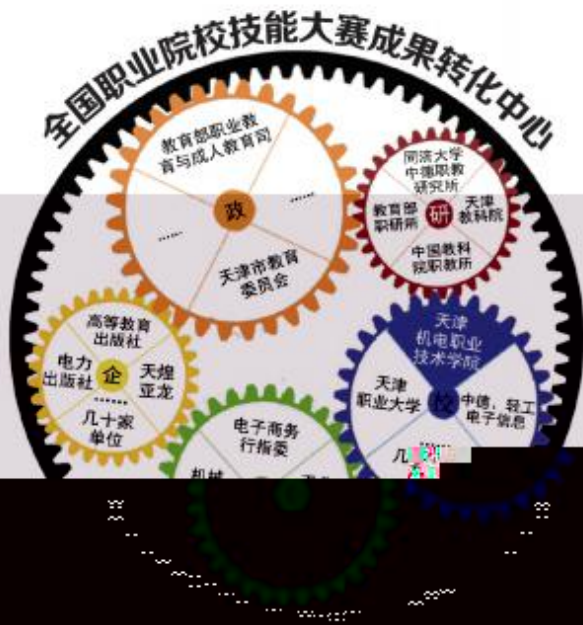 全国职业院校技能大赛成果转化中心
教育部职业教
育与成人教育司
……
政
……
天津市教育
委员会
同济大学
中德职教
研究所
教育部
职研所
研
天津
教科院
中国教科
院职教所
高等教育
出版社
电力
出版社
企
天煌
亚龙
……
几十家
单位
天津
机电职业
技术学院
天津
职业大学
校
中德，轻工
电子信息
……
几
电子商务
行指委
机械